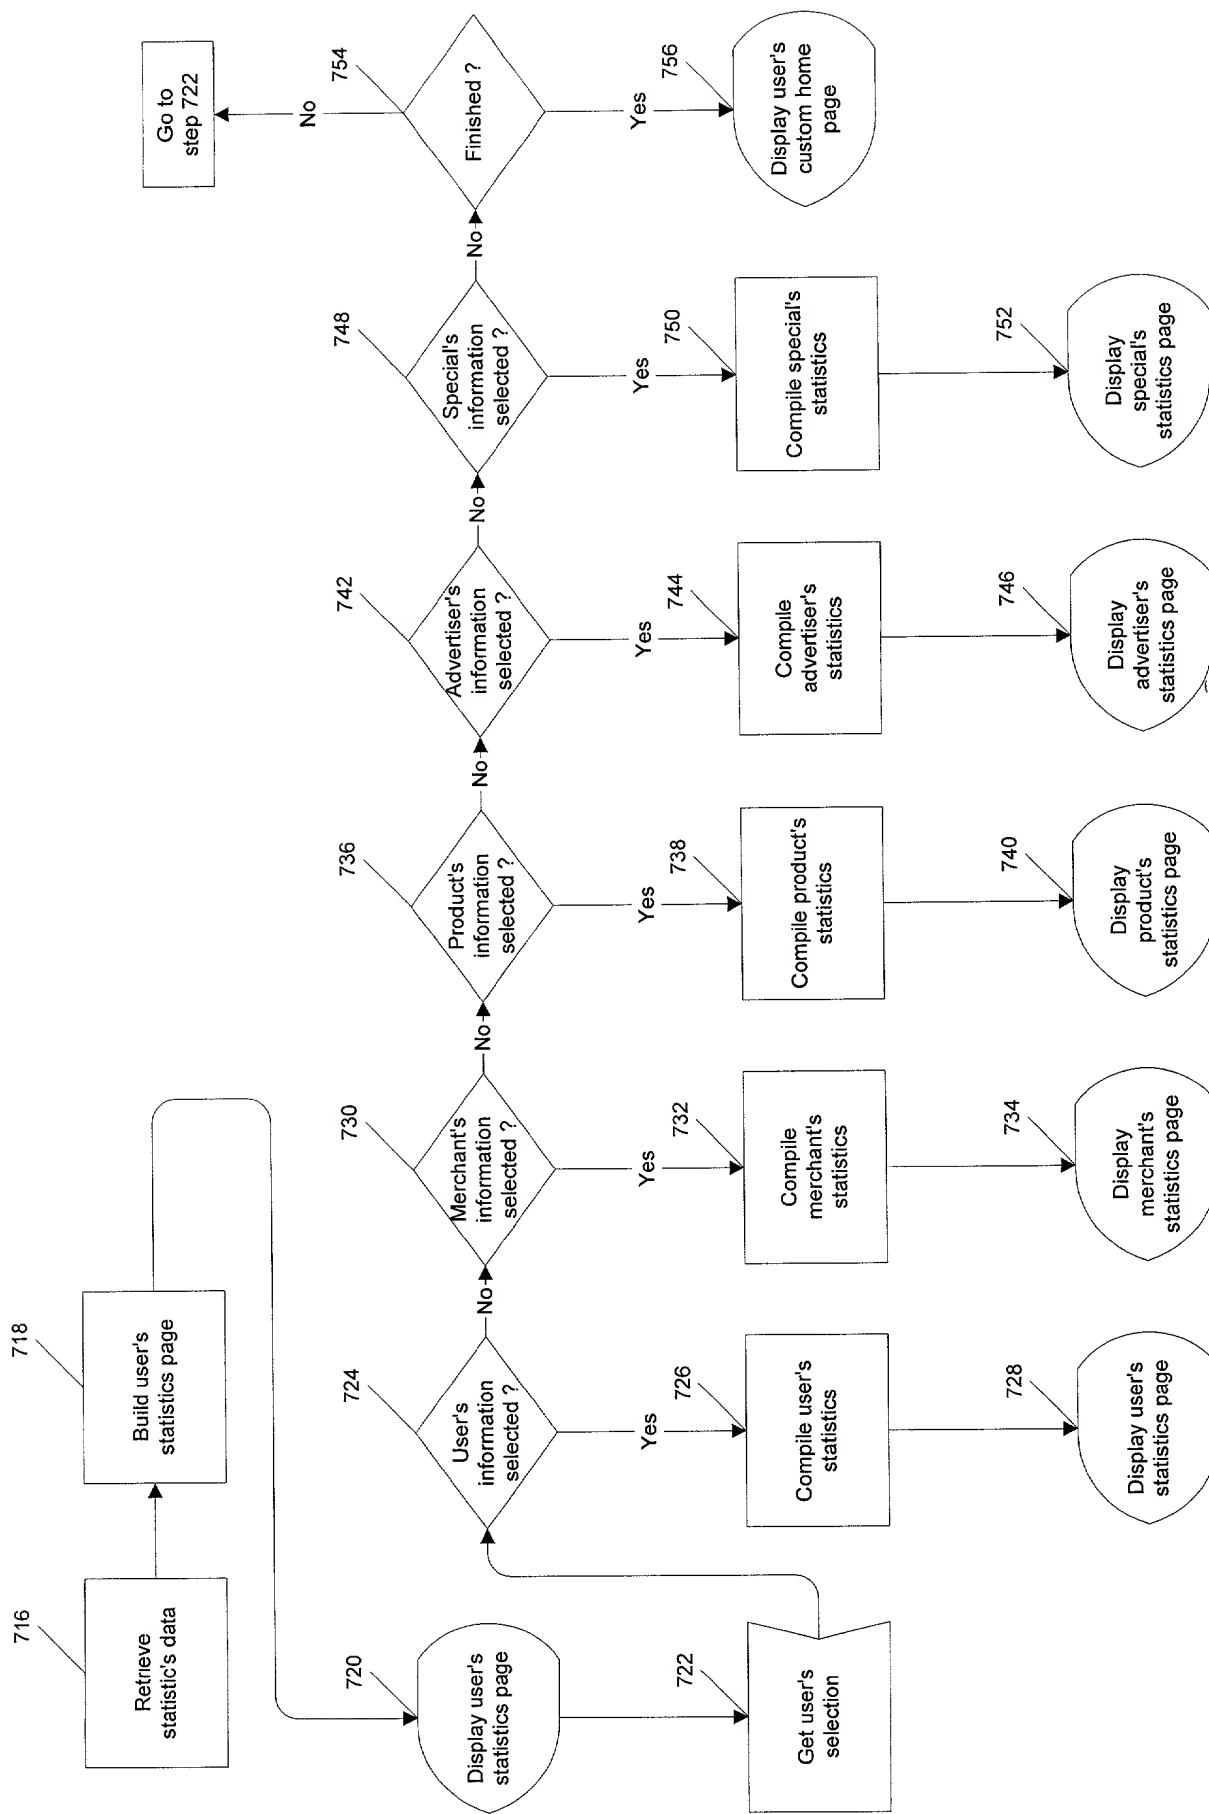 716
Retrieve
statistic's data
718
Build user's
statistics page
720
Display user's
statistics page
722
Get user's
selection
724
User's
information
selected ?
No
Yes
726
Compile user's
statistics
728
Display user's
statistics page
730
Merchant's
information
selected ?
No
Yes
732
Compile
merchant's
statistics
734
Display
merchant's
statistics page
736
Product's
information
selected ?
No
Yes
738
Compile product's
statistics
740
Display
product's
statistics page
742
Advertiser's
information
selected ?
No
Yes
744
Compile
advertiser's
statistics
746
Display
advertiser's
statistics page
748
Special's
information
selected ?
No
Yes
750
Compile special's
statistics
752
Display
special's
statistics page
754
Finished ?
No
Go to
step 722
Yes
756
Display user's
custom home
page